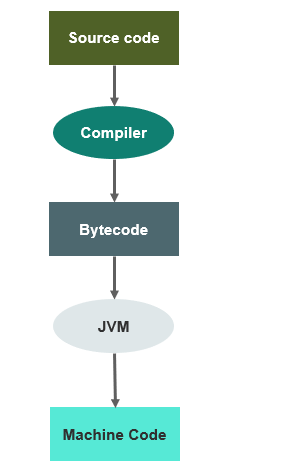 Source code
Compiler
Bytecode
JVM
Machine Code